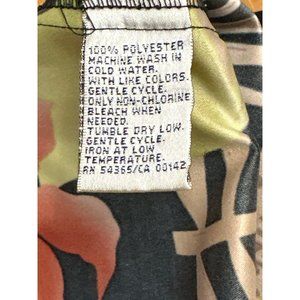 100% POLYESTER
MACHINE WASH IN
COLD WATER.
WITH LIKE COLORS.
GENTLE CYCLE.
ONLY NON-CHLORINE
BLEACH WHEN
NEEDED.
TUMBLE DRY LOW.
GENTLE CYCLE.
IRON AT LOW
TEMPERATURE.
RN 54365/CA 00142